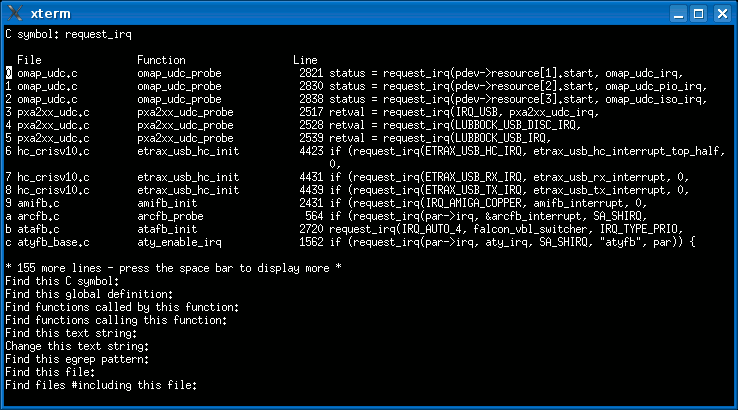 xterm
C symbol: request_irq
File Function Line
0 omap_udc.c omap_udc_probe 2821 status = request_irq(pdev->resource[1].start, omap_udc_irq,
1 omap_udc.c omap_udc_probe 2830 status = request_irq(pdev->resource[2].start, omap_udc_pio_irq,
2 omap_udc.c omap_udc_probe 2838 status = request_irq(pdev->resource[3].start, omap_udc_iso_irq,
3 pxa2xx_udc.c pxa2xx_udc_probe 2517 retval = request_irq(IRQ_USB, pxa2xx_udc_irq,
4 pxa2xx_udc.c pxa2xx_udc_probe 2528 retval = request_irq(LUBBOCK_USB_DISC_IRQ,
5 pxa2xx_udc.c pxa2xx_udc_probe 2539 retval = request_irq(LUBBOCK_USB_IRQ,
6 hc_crisv10.c etrax_usb_hc_init 4423 if (request_irq(ETRAX_USB_HC_IRQ, etrax_usb_hc_interrupt_top_half,
0,
7 hc_crisv10.c etrax_usb_hc_init 4431 if (request_irq(ETRAX_USB_RX_IRQ, etrax_usb_rx_interrupt, 0,
8 hc_crisv10.c etrax_usb_hc_init 4439 if (request_irq(ETRAX_USB_TX_IRQ, etrax_usb_tx_interrupt, 0,
9 amifb.c amifb_init 2431 if (request_irq(IRQ_AMIGA_COPPER, amifb_interrupt, 0,
a arcfb.c arcfb_probe 564 if (request_irq(par->irq, &arcfb_interrupt, SA_SHIRQ,
b atafb.c atafb_init 2720 request_irq(IRQ_AUTO_4, falcon_vbl_switcher, IRQ_TYPE_PRIO,
c atyfb_base.c aty_enable_irq 1562 if (request_irq(par->irq, aty_irq, SA_SHIRQ, "atyfb", par)) {
* 155 more lines - press the space bar to display more *
Find this C symbol:
Find this global definition:
Find functions called by this function:
Find functions calling this function:
Find this text string:
Change this text string:
Find this egrep pattern:
Find this file:
Find files #including this file: